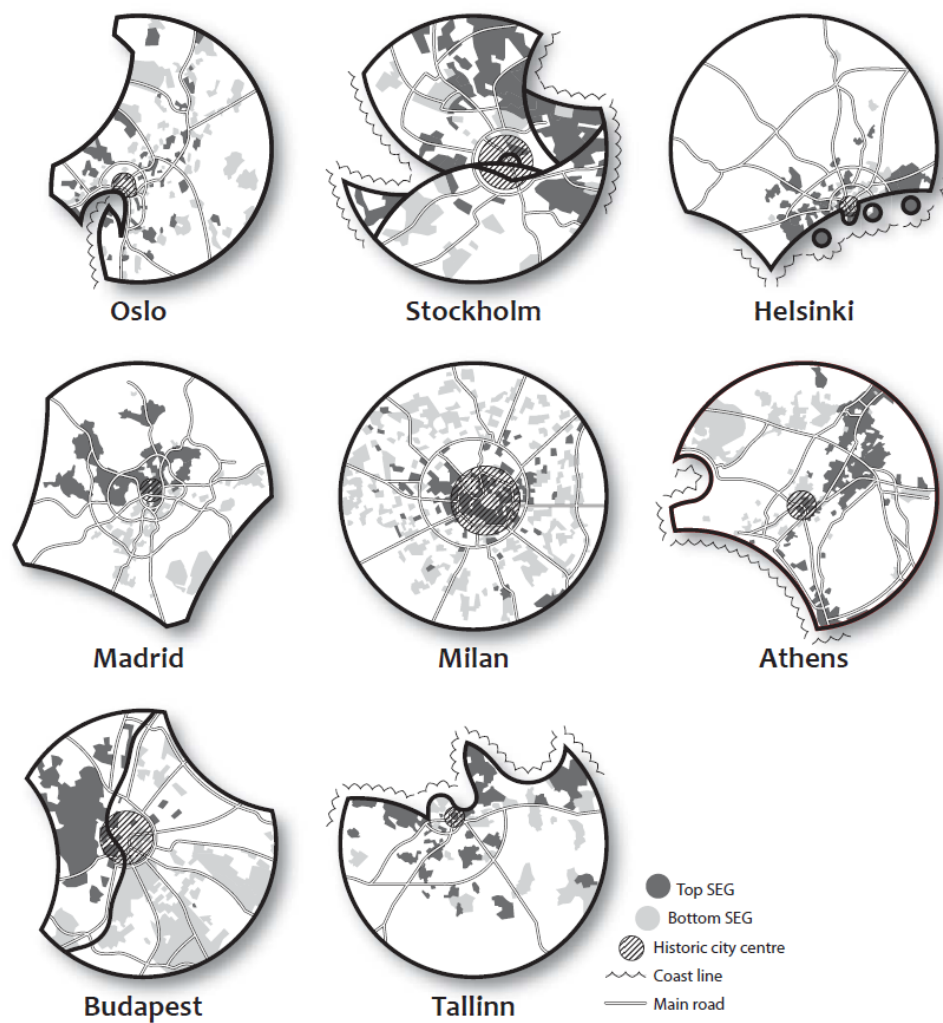 Oslo
Stockholm
Helsinki
Madrid
Milan
Athens
Budapest
Tallinn
Top SEG
Bottom SEG
Historic city centre
Coast line
Main road